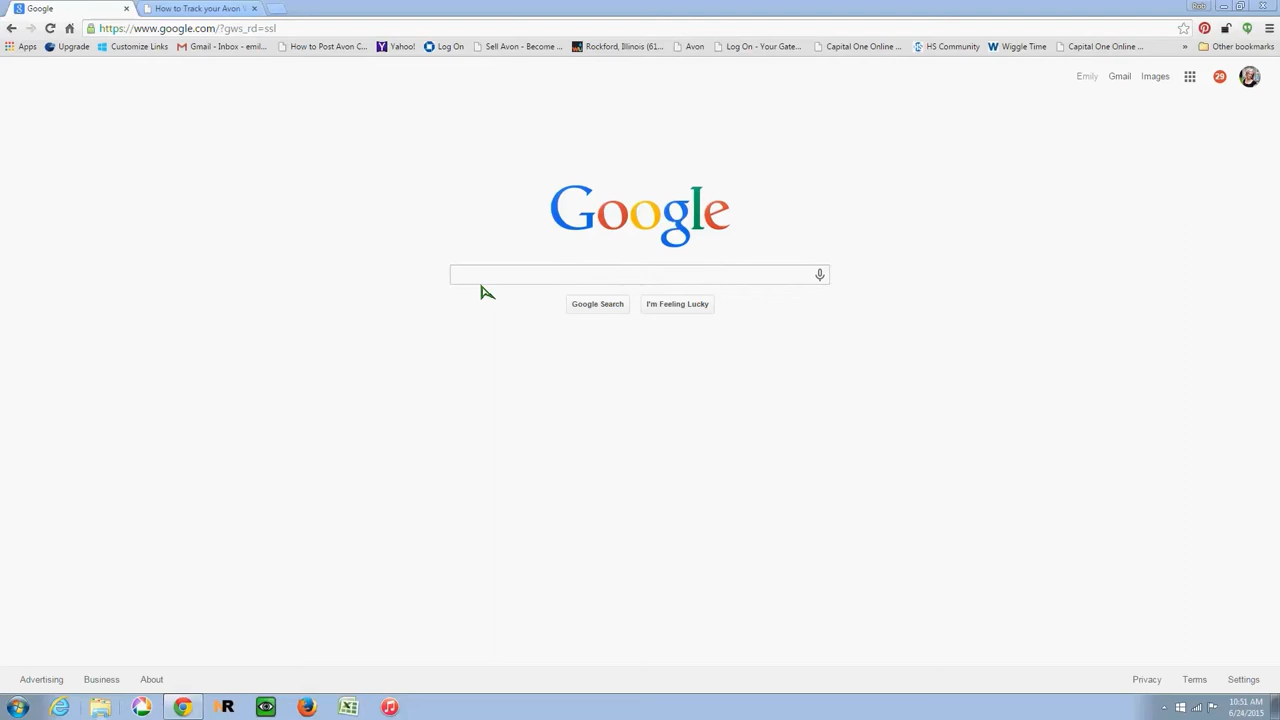 Google
How to Track your Avon
Rob
https://www.google.com/?gws_rd=ssl
Apps Upgrade Customize Links Gmail - Inbox - emil... How to Post Avon C... Yahoo! Log On Sell Avon - Become ... Rockford, Illinois (61... Avon Log On - Your Gate... Capital One Online ... HS Community Wiggle Time Capital One Online ... » Other bookmarks
Emily Gmail Images 29
Google
Google Search I'm Feeling Lucky
Advertising Business About Privacy Terms Settings
10:51 AM
6/24/2015